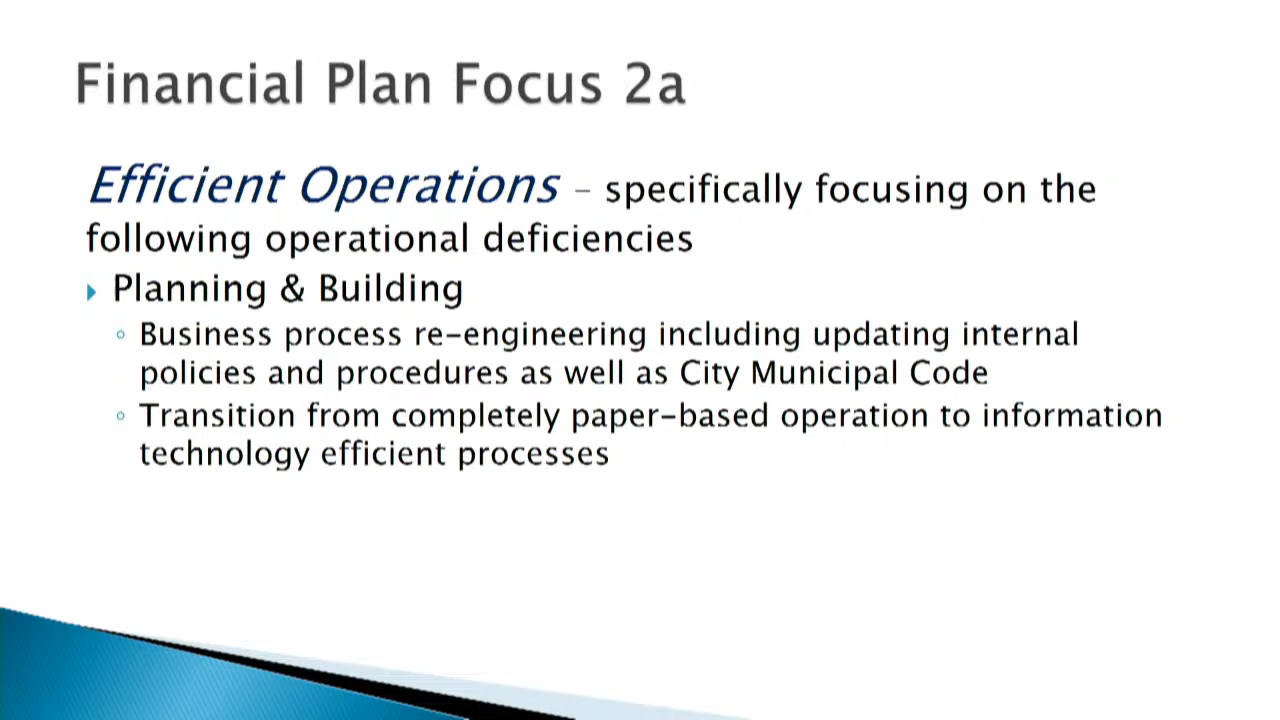 Financial Plan Focus 2a
Efficient Operations – specifically focusing on the
following operational deficiencies
Planning & Building
Business process re-engineering including updating internal
policies and procedures as well as City Municipal Code
Transition from completely paper-based operation to information
technology efficient processes